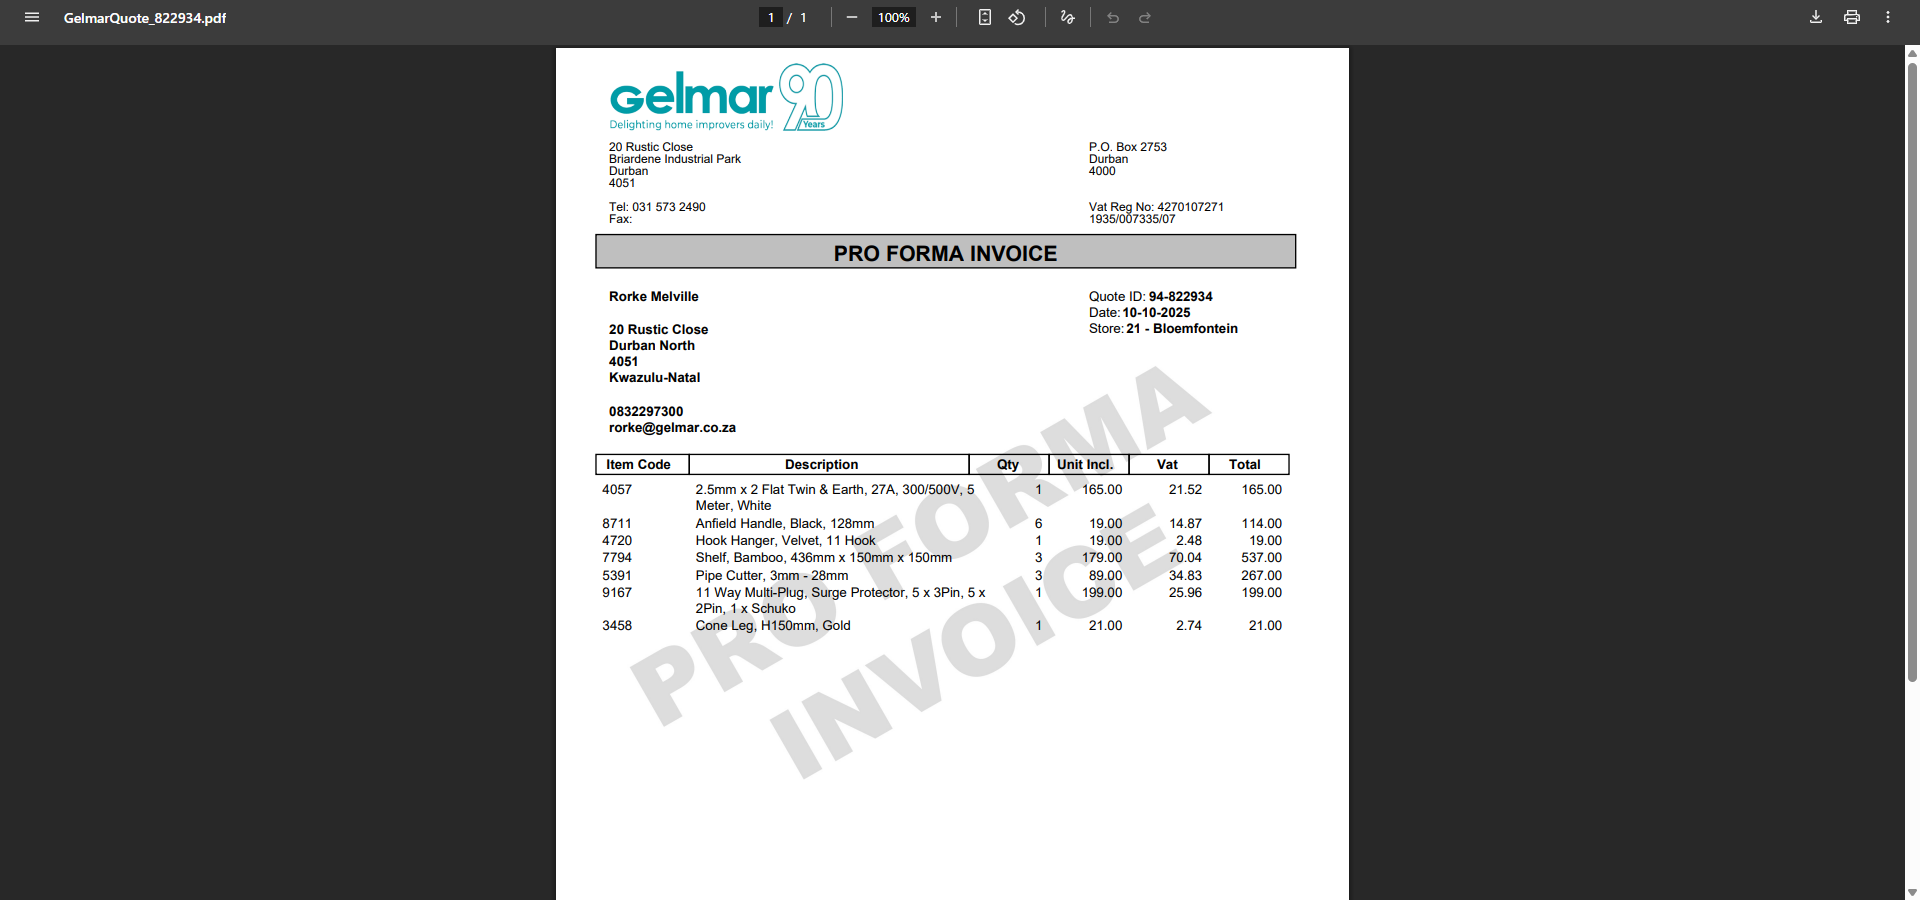 GelmarQuote_822934.pdf
1 / 1
100%
Gelmar 90
Years
Delighting home improvers daily!
20 Rustic Close
Briardene Industrial Park
Durban
4051
P.O. Box 2753
Durban
4000
Tel: 031 573 2490
Fax:
Vat Reg No: 4270107271
1935/007335/07
PRO FORMA INVOICE
Rorke Melville
20 Rustic Close
Durban North
4051
Kwazulu-Natal
0832297300
rorke@gelmar.co.za
Quote ID: 94-822934
Date: 10-10-2025
Store: 21 - Bloemfontein
Item Code Description Qty Unit Incl. Vat Total
4057 2.5mm x 2 Flat Twin & Earth, 27A, 300/500V, 5 1 165.00 21.52 165.00
Meter, White
8711 Anfield Handle, Black, 128mm 6 19.00 14.87 114.00
4720 Hook Hanger, Velvet, 11 Hook 1 19.00 2.48 19.00
7794 Shelf, Bamboo, 436mm x 150mm x 150mm 3 179.00 70.04 537.00
5391 Pipe Cutter, 3mm - 28mm 3 89.00 34.83 267.00
9167 11 Way Multi-Plug, Surge Protector, 5 x 3Pin, 5 x 1 199.00 25.96 199.00
2Pin, 1 x Schuko
3458 Cone Leg, H150mm, Gold 1 21.00 2.74 21.00
PRO FORMA
INVOICE